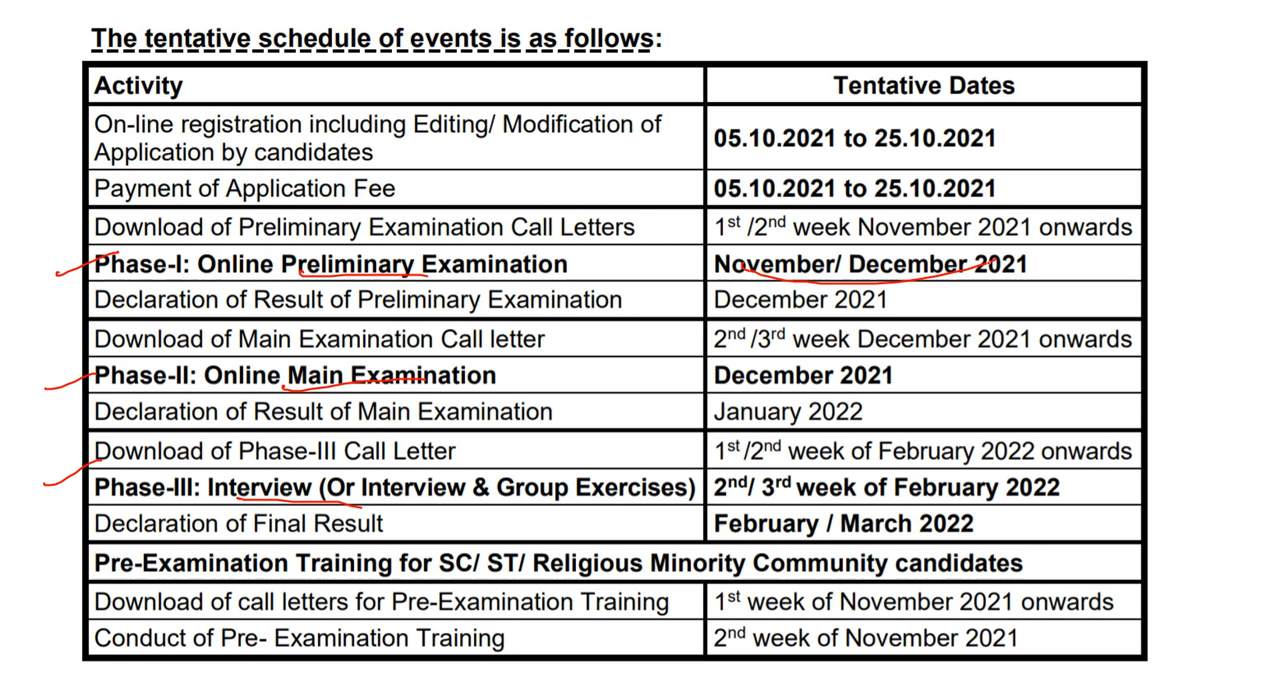 The tentative schedule of events is as follows:
Activity
Tentative Dates
On-line registration including Editing/ Modification of
Application by candidates
05.10.2021 to 25.10.2021
Payment of Application Fee
05.10.2021 to 25.10.2021
Download of Preliminary Examination Call Letters
1st /2nd week November 2021 onwards
Phase-I: Online Preliminary Examination
November/ December 2021
Declaration of Result of Preliminary Examination
December 2021
Download of Main Examination Call letter
2nd /3rd week December 2021 onwards
Phase-II: Online Main Examination
December 2021
Declaration of Result of Main Examination
January 2022
Download of Phase-III Call Letter
1st /2nd week of February 2022 onwards
Phase-III: Interview (Or Interview & Group Exercises)
2nd/ 3rd week of February 2022
Declaration of Final Result
February / March 2022
Pre-Examination Training for SC/ ST/ Religious Minority Community candidates
Download of call letters for Pre-Examination Training
1st week of November 2021 onwards
Conduct of Pre- Examination Training
2nd week of November 2021